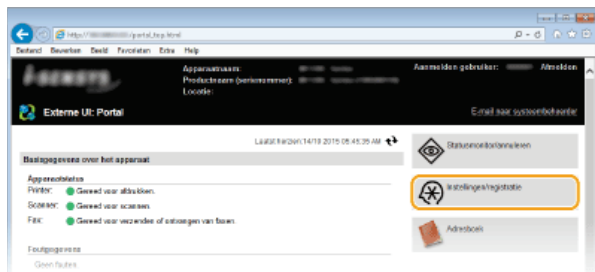 http://
/portal_top.html
Bestand Bewerken Beeld Favorieten Extra Help
Apparaatnaam:
Productnaam (serienummer):
Locatie:
Aanmelden gebruiker:
Afmelden
Externe UI: Portal
E-mail naar systeembeheerder
Laatst herzien:14/10 2015 05:45:35 AM
Basisgegevens over het apparaat
Apparaatstatus
Printer: Gereed voor afdrukken.
Scanner: Gereed voor scannen.
Fax: Gereed voor verzenden of ontvangen van faxen.
Foutgegevens
Geen fouten.
Statusmonitor/annuleren
Instellingen/registratie
Adresboek